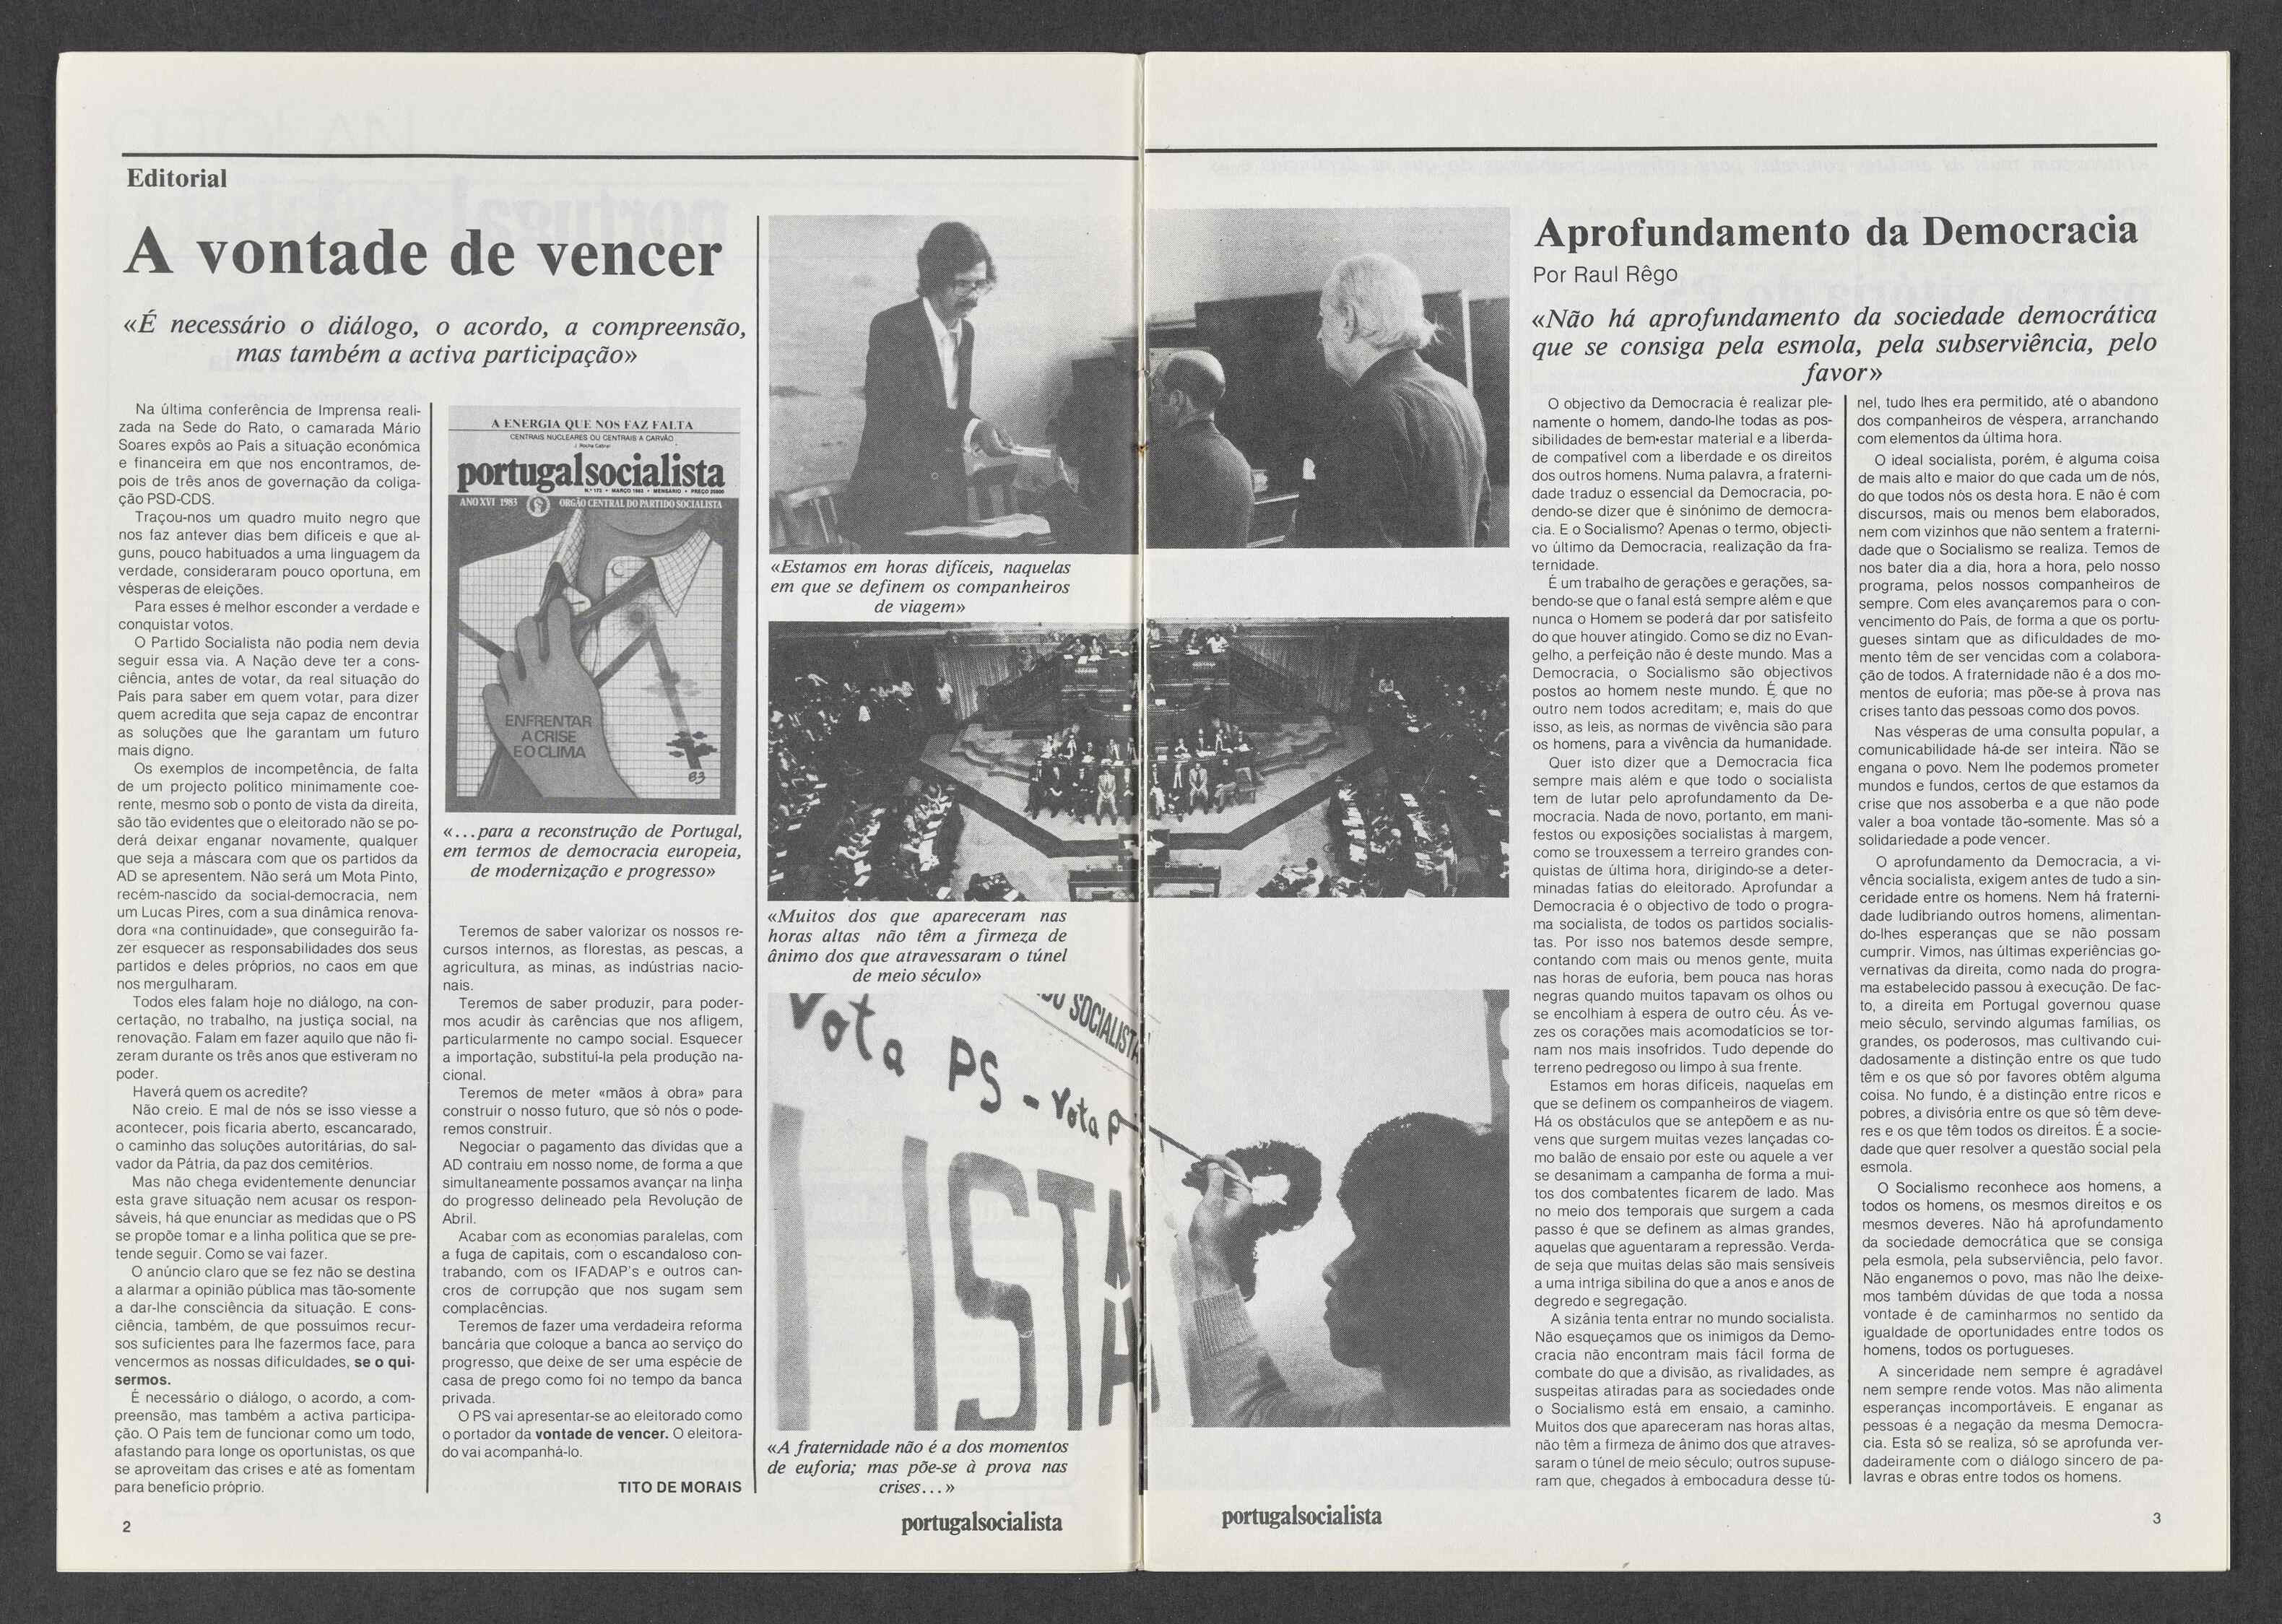 Editorial
A vontade de vencer
«É necessário o diálogo, o acordo, a compreensão,
mas também a activa participação»
Na última conferência de Imprensa reali-
zada na Sede do Rato, o camarada Mário
Soares expôs ao País a situação económica
e financeira em que nos encontramos, de-
pois de três anos de governação da coliga-
ção PSD-CDS.
Traçou-nos um quadro muito negro que
nos faz antever dias bem difíceis e que al-
guns, pouco habituados a uma linguagem da
verdade, consideraram pouco oportuna, em
vésperas de eleições.
Para esses é melhor esconder a verdade e
conquistar votos.
O Partido Socialista não podia nem devia
seguir essa via. A Nação deve ter a cons-
ciência, antes de votar, da real situação do
País para saber em quem votar, para dizer
quem acredita que seja capaz de encontrar
as soluções que lhe garantam um futuro
mais digno.
Os exemplos de incompetência, de falta
de um projecto político minimamente coe-
rente, mesmo sob o ponto de vista da direita,
são tão evidentes que o eleitorado não se po-
derá deixar enganar novamente, qualquer
que seja a máscara com que os partidos da
AD se apresentem. Não será um Mota Pinto,
recém-nascido da social-democracia, nem
um Lucas Pires, com a sua dinâmica renova-
dora «na continuidade», que conseguirão fa-
zer esquecer as responsabilidades dos seus
partidos e deles próprios, no caos em que
nos mergulharam.
Todos eles falam hoje no diálogo, na con-
certação, no trabalho, na justiça social, na
renovação. Falam em fazer aquilo que não fi-
zeram durante os três anos que estiveram no
poder.
Haverá quem os acredite?
Não creio. E mal de nós se isso viesse a
acontecer, pois ficaria aberto, escancarado,
o caminho das soluções autoritárias, do sal-
vador da Pátria, da paz dos cemitérios.
Mas não chega evidentemente denunciar
esta grave situação nem acusar os respon-
sáveis, há que enunciar as medidas que o PS
se propõe tomar e a linha política que se pre-
tende seguir. Como se vai fazer.
O anúncio claro que se fez não se destina
a alarmar a opinião pública mas tão-somente
a dar-lhe consciência da situação. E cons-
ciência, também, de que possuímos recur-
sos suficientes para lhe fazermos face, para
vencermos as nossas dificuldades, se o qui-
sermos.
É necessário o diálogo, o acordo, a com-
preensão, mas também a activa participa-
ção. O País tem de funcionar como um todo,
afastando para longe os oportunistas, os que
se aproveitam das crises e até as fomentam
para benefício próprio.
A ENERGIA QUE NOS FAZ FALTA
CENTRAIS NUCLEARES OU CENTRAIS A CARVÃO
J. Rocha Cabral
portugalsocialista
N.º 173 • MARÇO 1983 • MENSÁRIO • PREÇO 20$00
ANO XVI 1983 ORGÃO CENTRAL DO PARTIDO SOCIALISTA
ENFRENTAR
A CRISE
E O CLIMA
83
«...para a reconstrução de Portugal,
em termos de democracia europeia,
de modernização e progresso»
Teremos de saber valorizar os nossos re-
cursos internos, as florestas, as pescas, a
agricultura, as minas, as indústrias nacio-
nais.
Teremos de saber produzir, para poder-
mos acudir às carências que nos afligem,
particularmente no campo social. Esquecer
a importação, substituí-la pela produção na-
cional.
Teremos de meter «mãos à obra» para
construir o nosso futuro, que só nós o pode-
remos construir.
Negociar o pagamento das dívidas que a
AD contraiu em nosso nome, de forma a que
simultaneamente possamos avançar na linha
do progresso delineado pela Revolução de
Abril.
Acabar com as economias paralelas, com
a fuga de capitais, com o escandaloso con-
trabando, com os IFADAP's e outros can-
cros de corrupção que nos sugam sem
complacências.
Teremos de fazer uma verdadeira reforma
bancária que coloque a banca ao serviço do
progresso, que deixe de ser uma espécie de
casa de prego como foi no tempo da banca
privada.
O PS vai apresentar-se ao eleitorado como
o portador da vontade de vencer. O eleitora-
do vai acompanhá-lo.
TITO DE MORAIS
«Estamos em horas difíceis, naquelas
em que se definem os companheiros
de viagem»
«Muitos dos que apareceram nas
horas altas não têm a firmeza de
ânimo dos que atravessaram o túnel
de meio século»
DO SOCIALISTA
Vota PS - Vota P
ISTA
«A fraternidade não é a dos momentos
de euforia; mas põe-se à prova nas
crises...»
2
portugalsocialista
Aprofundamento da Democracia
Por Raul Rêgo
«Não há aprofundamento da sociedade democrática
que se consiga pela esmola, pela subserviência, pelo
favor»
O objectivo da Democracia é realizar ple-
namente o homem, dando-lhe todas as pos-
sibilidades de bem-estar material e a liberda-
de compatível com a liberdade e os direitos
dos outros homens. Numa palavra, a fraterni-
dade traduz o essencial da Democracia, po-
dendo-se dizer que é sinónimo de democra-
cia. E o Socialismo? Apenas o termo, objecti-
vo último da Democracia, realização da fra-
ternidade.
É um trabalho de gerações e gerações, sa-
bendo-se que o fanal está sempre além e que
nunca o Homem se poderá dar por satisfeito
do que houver atingido. Como se diz no Evan-
gelho, a perfeição não é deste mundo. Mas a
Democracia, o Socialismo são objectivos
postos ao homem neste mundo. É que no
outro nem todos acreditam; e, mais do que
isso, as leis, as normas de vivência são para
os homens, para a vivência da humanidade.
Quer isto dizer que a Democracia fica
sempre mais além e que todo o socialista
tem de lutar pelo aprofundamento da De-
mocracia. Nada de novo, portanto, em mani-
festos ou exposições socialistas à margem,
como se trouxessem a terreiro grandes con-
quistas de última hora, dirigindo-se a deter-
minadas fatias do eleitorado. Aprofundar a
Democracia é o objectivo de todo o progra-
ma socialista, de todos os partidos socialis-
tas. Por isso nos batemos desde sempre,
contando com mais ou menos gente, muita
nas horas de euforia, bem pouca nas horas
negras quando muitos tapavam os olhos ou
se encolhiam à espera de outro céu. Às ve-
zes os corações mais acomodatícios se tor-
nam nos mais insofridos. Tudo depende do
terreno pedregoso ou limpo à sua frente.
Estamos em horas difíceis, naquelas em
que se definem os companheiros de viagem.
Há os obstáculos que se antepõem e as nu-
vens que surgem muitas vezes lançadas co-
mo balão de ensaio por este ou aquele a ver
se desanimam a campanha de forma a mui-
tos dos combatentes ficarem de lado. Mas
no meio dos temporais que surgem a cada
passo é que se definem as almas grandes,
aquelas que aguentaram a repressão. Verda-
de seja que muitas delas são mais sensíveis
a uma intriga sibilina do que a anos e anos de
degredo e segregação.
A sizânia tenta entrar no mundo socialista.
Não esqueçamos que os inimigos da Demo-
cracia não encontram mais fácil forma de
combate do que a divisão, as rivalidades, as
suspeitas atiradas para as sociedades onde
o Socialismo está em ensaio, a caminho.
Muitos dos que apareceram nas horas altas,
não têm a firmeza de ânimo dos que atraves-
saram o túnel de meio século; outros supuse-
ram que, chegados à embocadura desse tú-
nel, tudo lhes era permitido, até o abandono
dos companheiros de véspera, arranchando
com elementos da última hora.
O ideal socialista, porém, é alguma coisa
de mais alto e maior do que cada um de nós,
do que todos nós os desta hora. E não é com
discursos, mais ou menos bem elaborados,
nem com vizinhos que não sentem a fraterni-
dade que o Socialismo se realiza. Temos de
nos bater dia a dia, hora a hora, pelo nosso
programa, pelos nossos companheiros de
sempre. Com eles avançaremos para o con-
vencimento do País, de forma a que os portu-
gueses sintam que as dificuldades de mo-
mento têm de ser vencidas com a colabora-
ção de todos. A fraternidade não é a dos mo-
mentos de euforia; mas põe-se à prova nas
crises tanto das pessoas como dos povos.
Nas vésperas de uma consulta popular, a
comunicabilidade há-de ser inteira. Não se
engana o povo. Nem lhe podemos prometer
mundos e fundos, certos de que estamos da
crise que nos assoberba e a que não pode
valer a boa vontade tão-somente. Mas só a
solidariedade a pode vencer.
O aprofundamento da Democracia, a vi-
vência socialista, exigem antes de tudo a sin-
ceridade entre os homens. Nem há fraterni-
dade ludibriando outros homens, alimentan-
do-lhes esperanças que se não possam
cumprir. Vimos, nas últimas experiências go-
vernativas da direita, como nada do progra-
ma estabelecido passou à execução. De fac-
to, a direita em Portugal governou quase
meio século, servindo algumas famílias, os
grandes, os poderosos, mas cultivando cui-
dadosamente a distinção entre os que tudo
têm e os que só por favores obtêm alguma
coisa. No fundo, é a distinção entre ricos e
pobres, a divisória entre os que só têm deve-
res e os que têm todos os direitos. É a socie-
dade que quer resolver a questão social pela
esmola.
O Socialismo reconhece aos homens, a
todos os homens, os mesmos direitos e os
mesmos deveres. Não há aprofundamento
da sociedade democrática que se consiga
pela esmola, pela subserviência, pelo favor.
Não enganemos o povo, mas não lhe deixe-
mos também dúvidas de que toda a nossa
vontade é de caminharmos no sentido da
igualdade de oportunidades entre todos os
homens, todos os portugueses.
A sinceridade nem sempre é agradável
nem sempre rende votos. Mas não alimenta
esperanças incomportáveis. E enganar as
pessoas é a negação da mesma Democra-
cia. Esta só se realiza, só se aprofunda ver-
dadeiramente com o diálogo sincero de pa-
lavras e obras entre todos os homens.
portugalsocialista
3